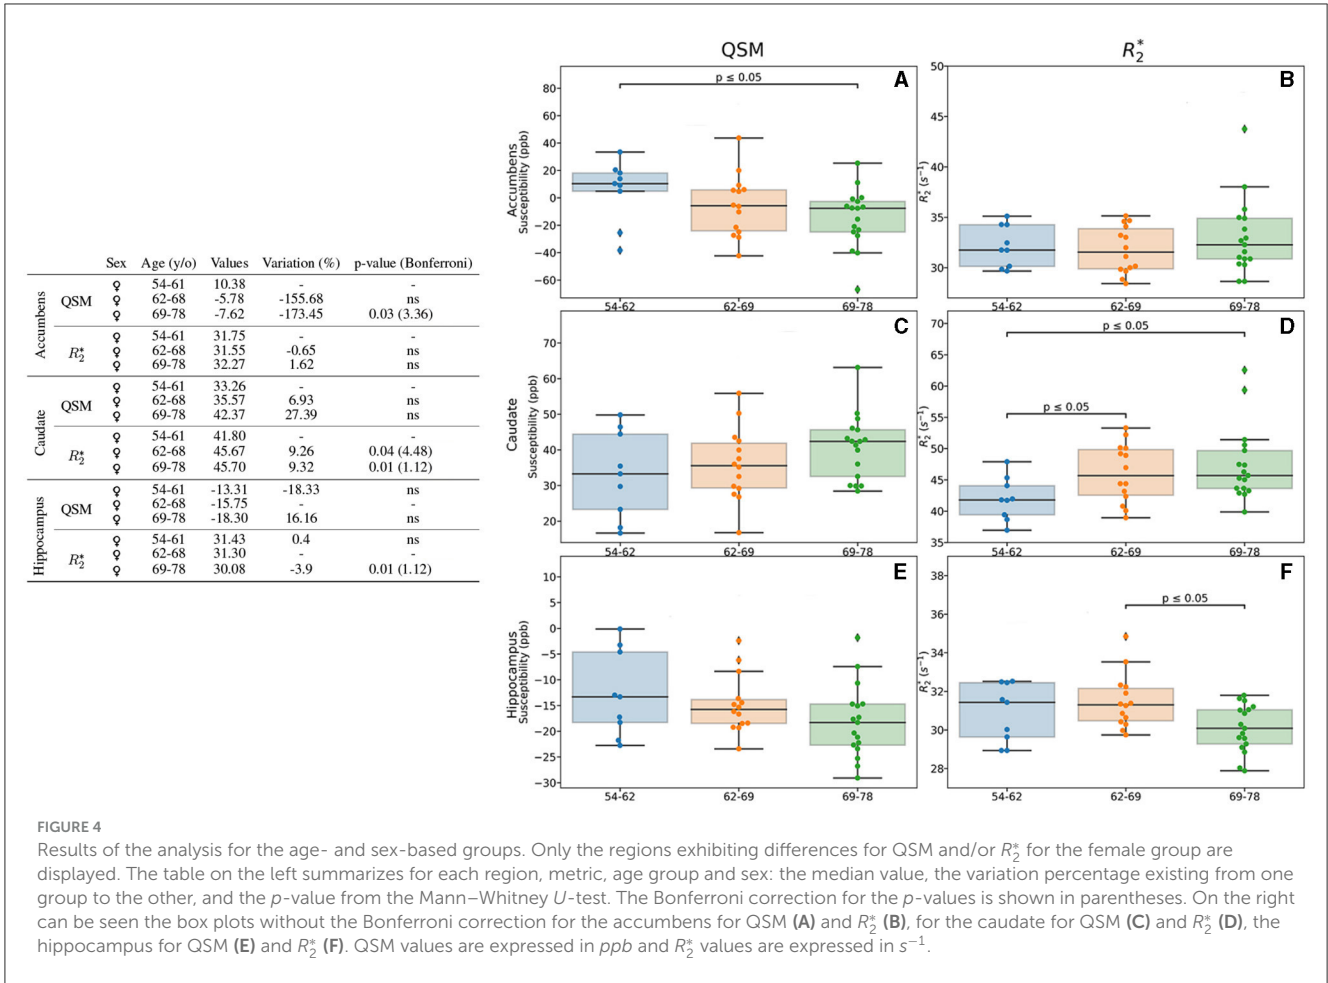 Sex Age (y/o) Values Variation (%) p-value (Bonferroni)
Accumbens
QSM
♀ 54-61 10.38 - -
♀ 62-68 -5.78 -155.68 ns
♀ 69-78 -7.62 -173.45 0.03 (3.36)
R₂*
♀ 54-61 31.75 - -
♀ 62-68 31.55 -0.65 ns
♀ 69-78 32.27 1.62 ns
Caudate
QSM
♀ 54-61 33.26 - -
♀ 62-68 35.57 6.93 ns
♀ 69-78 42.37 27.39 ns
R₂*
♀ 54-61 41.80 - -
♀ 62-68 45.67 9.26 0.04 (4.48)
♀ 69-78 45.70 9.32 0.01 (1.12)
Hippocampus
QSM
♀ 54-61 -13.31 -18.33 ns
♀ 62-68 -15.75 - -
♀ 69-78 -18.30 16.16 ns
R₂*
♀ 54-61 31.43 0.4 ns
♀ 62-68 31.30 - -
♀ 69-78 30.08 -3.9 0.01 (1.12)
QSM
A
p ≤ 0.05
Accumbens
Susceptibility (ppb)
80
60
40
20
0
−20
−40
−60
54-62 62-69 69-78
R₂*
B
R₂* (s⁻¹)
50
45
40
35
30
54-62 62-69 69-78
C
Caudate
Susceptibility (ppb)
70
60
50
40
30
20
54-62 62-69 69-78
D
p ≤ 0.05
p ≤ 0.05
R₂* (s⁻¹)
70
65
60
55
50
45
40
35
54-62 62-69 69-78
E
Hippocampus
Susceptibility (ppb)
10
5
0
−5
−10
−15
−20
−25
−30
54-62 62-69 69-78
F
p ≤ 0.05
R₂* (s⁻¹)
38
36
34
32
30
28
54-62 62-69 69-78
FIGURE 4
Results of the analysis for the age- and sex-based groups. Only the regions exhibiting differences for QSM and/or R₂* for the female group are
displayed. The table on the left summarizes for each region, metric, age group and sex: the median value, the variation percentage existing from one
group to the other, and the p-value from the Mann–Whitney U-test. The Bonferroni correction for the p-values is shown in parentheses. On the right
can be seen the box plots without the Bonferroni correction for the accumbens for QSM (A) and R₂* (B), for the caudate for QSM (C) and R₂* (D), the
hippocampus for QSM (E) and R₂* (F). QSM values are expressed in ppb and R₂* values are expressed in s⁻¹.